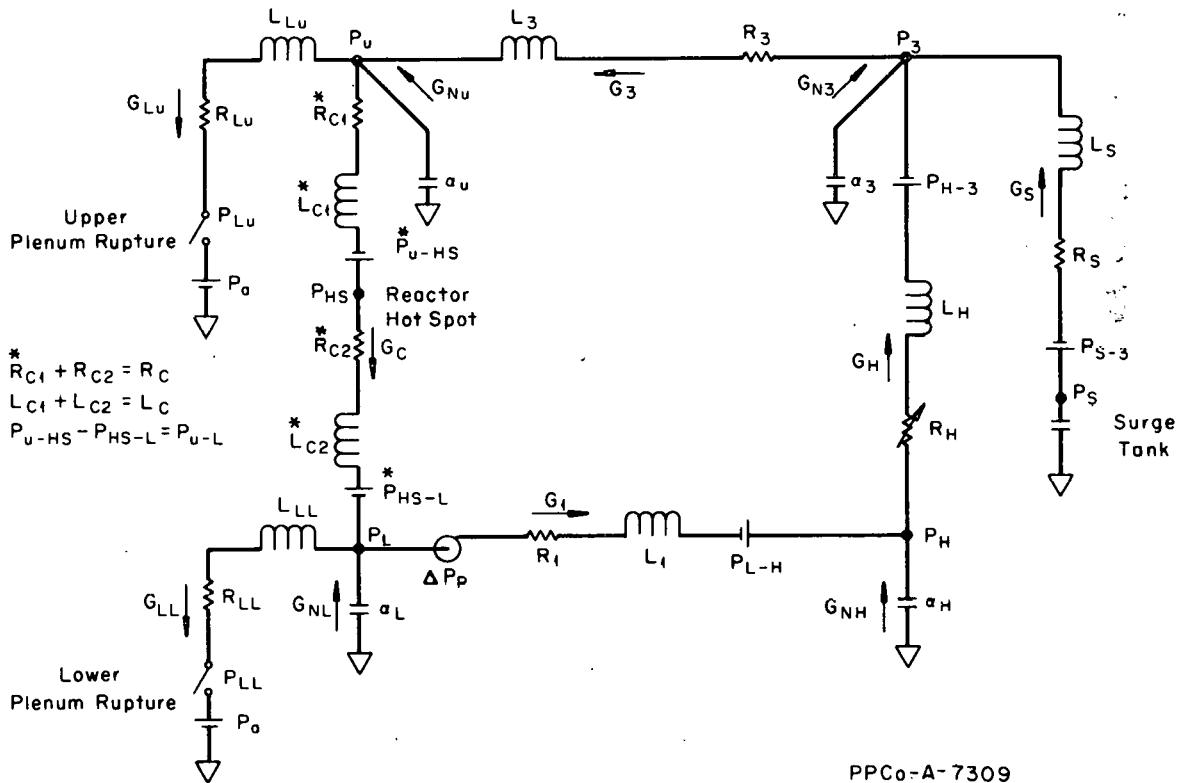 L_Lu
P_u
L_3
R_3
P_3
G_Lu
R_Lu
*R_C1
G_Nu
G_3
G_N3
L_S
*L_C1
α_u
α_3
P_H-3
G_S
Upper
Plenum Rupture
P_Lu
*P_u-HS
R_S
P_a
P_HS
Reactor
Hot Spot
L_H
*R_C2
G_C
G_H
P_S-3
*R_C1 + R_C2 = R_C
L_C1 + L_C2 = L_C
P_u-HS – P_HS-L = P_u-L
P_S
*L_C2
R_H
Surge
Tank
*P_HS-L
L_LL
G_1
P_L
P_H
Δ P_p
R_1
L_1
P_L-H
G_LL
R_LL
G_NL
α_L
G_NH
α_H
Lower
Plenum Rupture
P_LL
P_a
PPCo-A-7309